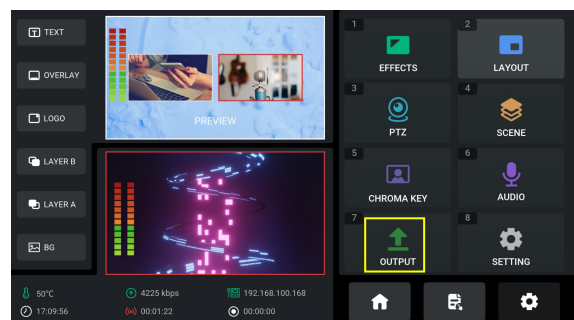 TEXT
OVERLAY
LOGO
LAYER B
LAYER A
BG
PREVIEW
1
EFFECTS
2
LAYOUT
3
PTZ
4
SCENE
5
CHROMA KEY
6
AUDIO
7
OUTPUT
8
SETTING
50°C
4225 kbps
192.168.100.168
17:09:56
00:01:22
00:00:00